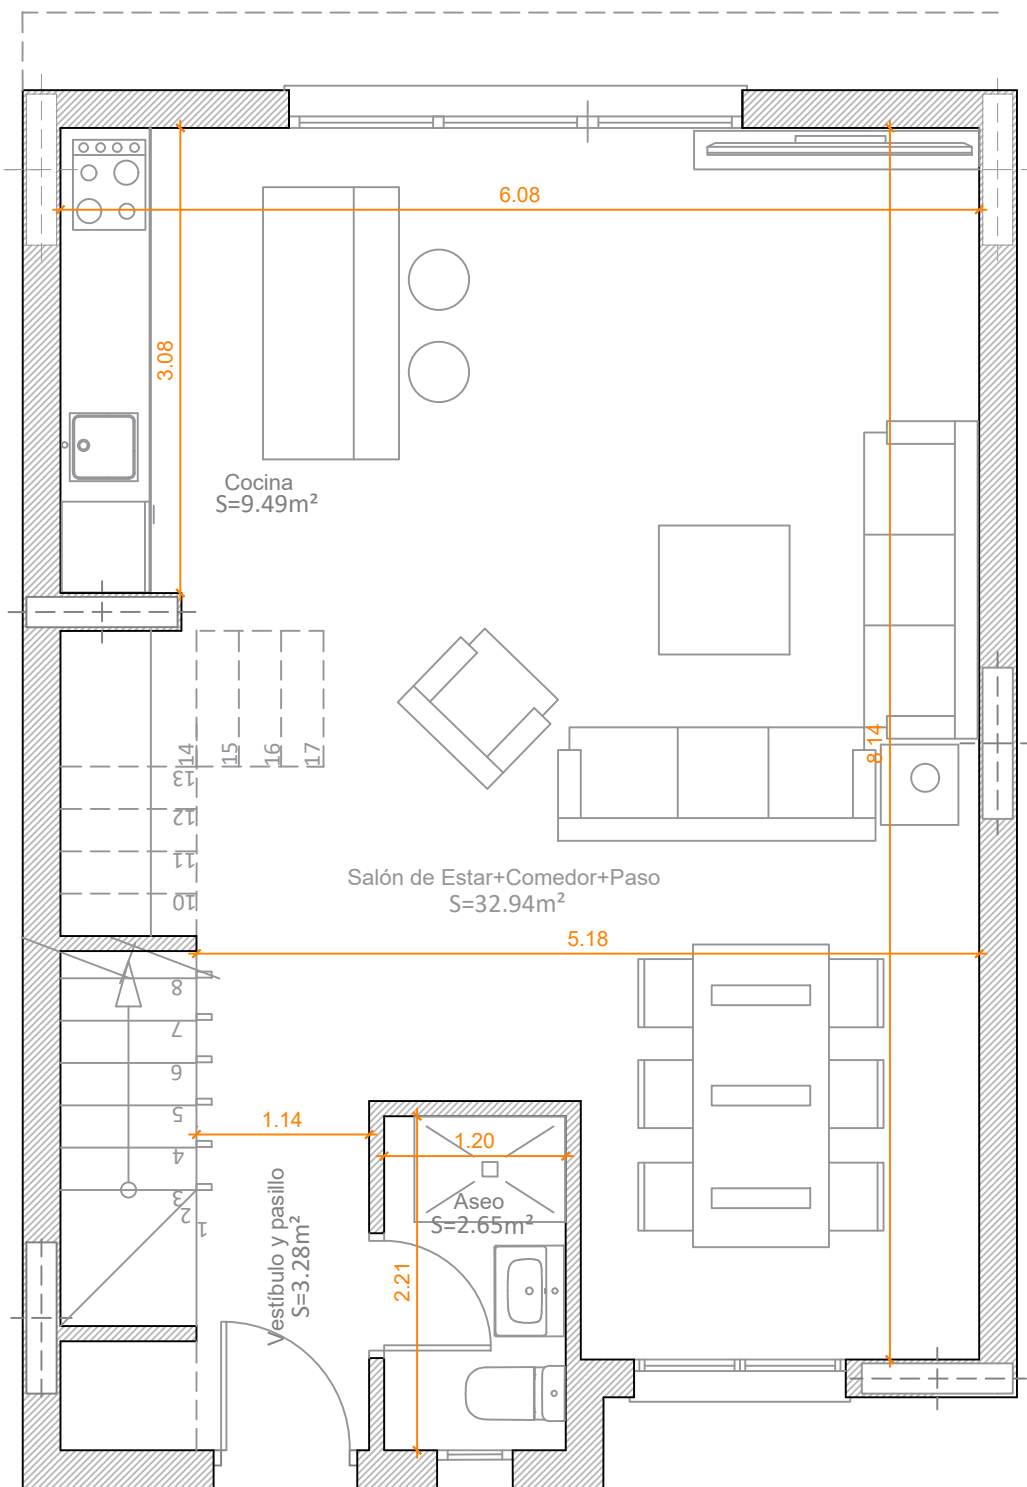 6.08
3.08
Cocina
S=9.49m²
14
15
16
17
13
12
11
10
8.14
Salón de Estar+Comedor+Paso
S=32.94m²
5.18
8
7
6
5
4
3
2
1
1.14
1.20
Vestíbulo y pasillo
S=3.28m²
Aseo
S=2.65m²
2.21